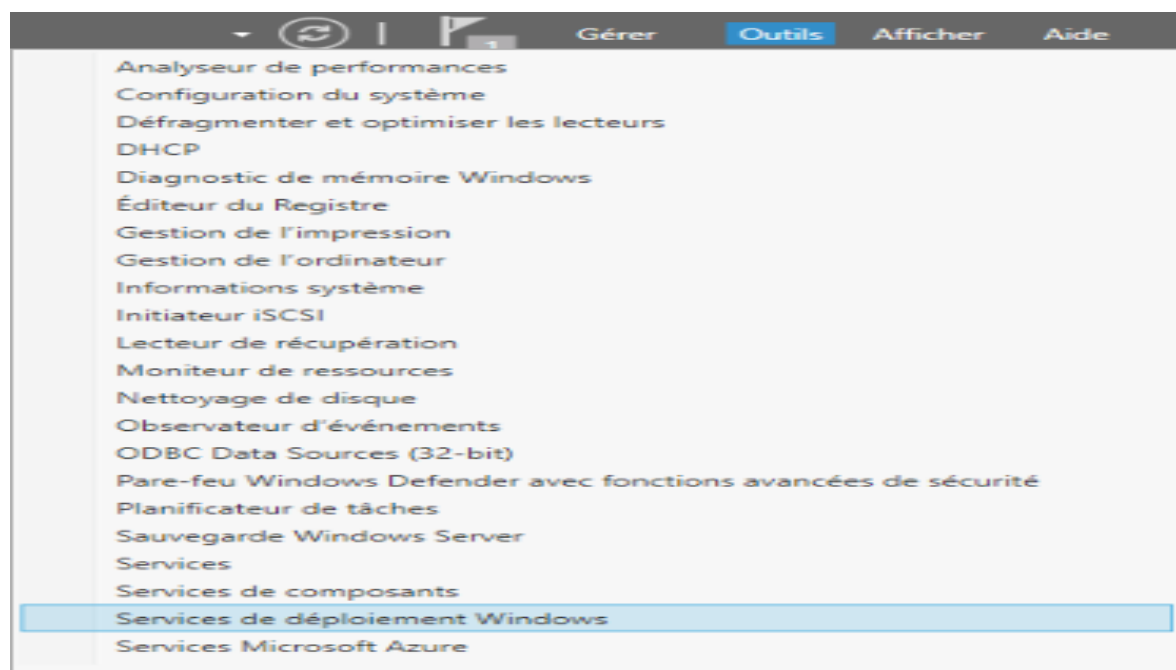 1 Gérer Outils Afficher Aide
Analyseur de performances
Configuration du système
Défragmenter et optimiser les lecteurs
DHCP
Diagnostic de mémoire Windows
Éditeur du Registre
Gestion de l'impression
Gestion de l'ordinateur
Informations système
Initiateur iSCSI
Lecteur de récupération
Moniteur de ressources
Nettoyage de disque
Observateur d'événements
ODBC Data Sources (32-bit)
Pare-feu Windows Defender avec fonctions avancées de sécurité
Planificateur de tâches
Sauvegarde Windows Server
Services
Services de composants
Services de déploiement Windows
Services Microsoft Azure